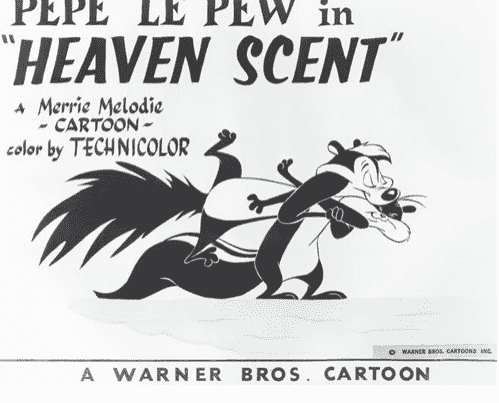 PEPE LE PEW in
"HEAVEN SCENT"
A Merrie Melodie
- CARTOON -
color by TECHNICOLOR
© WARNER BROS. CARTOONS INC.
A WARNER BROS. CARTOON